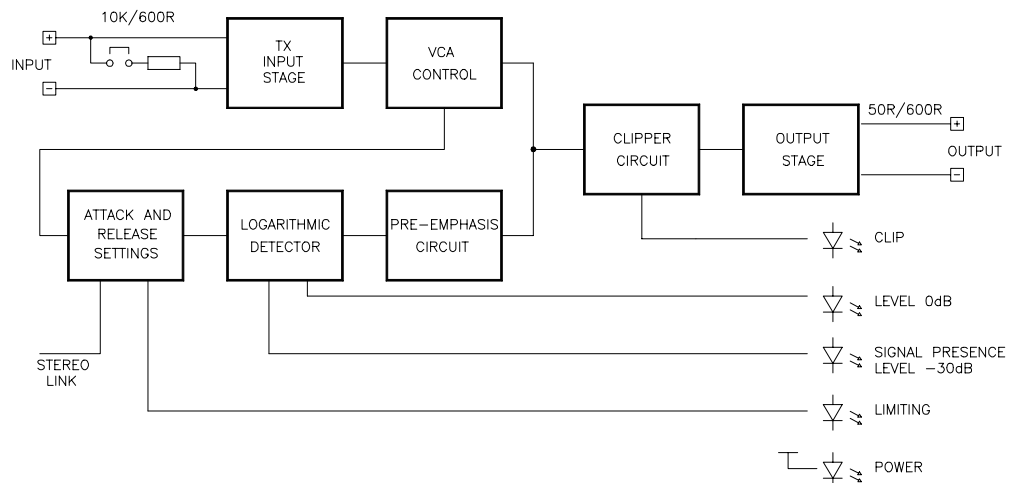 10K/600R
+
INPUT
−
TX
INPUT
STAGE
VCA
CONTROL
CLIPPER
CIRCUIT
OUTPUT
STAGE
50R/600R
+
OUTPUT
−
ATTACK AND
RELEASE
SETTINGS
LOGARITHMIC
DETECTOR
PRE-EMPHASIS
CIRCUIT
CLIP
LEVEL 0dB
STEREO
LINK
SIGNAL PRESENCE
LEVEL -30dB
LIMITING
POWER